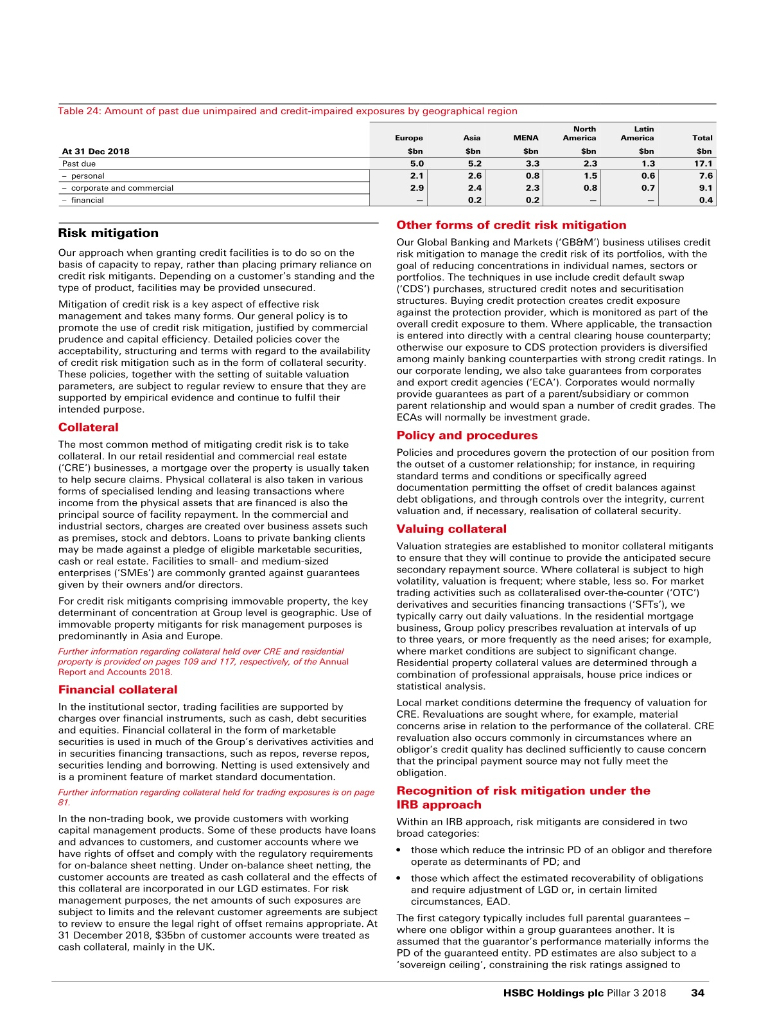 Table 24: Amount of past due unimpaired and credit-impaired exposures by geographical region
Europe Asia MENA North America Latin America Total
At 31 Dec 2018 $bn $bn $bn $bn $bn $bn
Past due 5.0 5.2 3.3 2.3 1.3 17.1
– personal 2.1 2.6 0.8 1.5 0.6 7.6
– corporate and commercial 2.9 2.4 2.3 0.8 0.7 9.1
– financial — 0.2 0.2 — — 0.4
Risk mitigation
Our approach when granting credit facilities is to do so on the
basis of capacity to repay, rather than placing primary reliance on
credit risk mitigants. Depending on a customer's standing and the
type of product, facilities may be provided unsecured.
Mitigation of credit risk is a key aspect of effective risk
management and takes many forms. Our general policy is to
promote the use of credit risk mitigation, justified by commercial
prudence and capital efficiency. Detailed policies cover the
acceptability, structuring and terms with regard to the availability
of credit risk mitigation such as in the form of collateral security.
These policies, together with the setting of suitable valuation
parameters, are subject to regular review to ensure that they are
supported by empirical evidence and continue to fulfil their
intended purpose.
Collateral
The most common method of mitigating credit risk is to take
collateral. In our retail residential and commercial real estate
('CRE') businesses, a mortgage over the property is usually taken
to help secure claims. Physical collateral is also taken in various
forms of specialised lending and leasing transactions where
income from the physical assets that are financed is also the
principal source of facility repayment. In the commercial and
industrial sectors, charges are created over business assets such
as premises, stock and debtors. Loans to private banking clients
may be made against a pledge of eligible marketable securities,
cash or real estate. Facilities to small- and medium-sized
enterprises ('SMEs') are commonly granted against guarantees
given by their owners and/or directors.
For credit risk mitigants comprising immovable property, the key
determinant of concentration at Group level is geographic. Use of
immovable property mitigants for risk management purposes is
predominantly in Asia and Europe.
Further information regarding collateral held over CRE and residential
property is provided on pages 109 and 117, respectively, of the Annual
Report and Accounts 2018.
Financial collateral
In the institutional sector, trading facilities are supported by
charges over financial instruments, such as cash, debt securities
and equities. Financial collateral in the form of marketable
securities is used in much of the Group's derivatives activities and
in securities financing transactions, such as repos, reverse repos,
securities lending and borrowing. Netting is used extensively and
is a prominent feature of market standard documentation.
Further information regarding collateral held for trading exposures is on page
81.
In the non-trading book, we provide customers with working
capital management products. Some of these products have loans
and advances to customers, and customer accounts where we
have rights of offset and comply with the regulatory requirements
for on-balance sheet netting. Under on-balance sheet netting, the
customer accounts are treated as cash collateral and the effects of
this collateral are incorporated in our LGD estimates. For risk
management purposes, the net amounts of such exposures are
subject to limits and the relevant customer agreements are subject
to review to ensure the legal right of offset remains appropriate. At
31 December 2018, $35bn of customer accounts were treated as
cash collateral, mainly in the UK.
Other forms of credit risk mitigation
Our Global Banking and Markets ('GB&M') business utilises credit
risk mitigation to manage the credit risk of its portfolios, with the
goal of reducing concentrations in individual names, sectors or
portfolios. The techniques in use include credit default swap
('CDS') purchases, structured credit notes and securitisation
structures. Buying credit protection creates credit exposure
against the protection provider, which is monitored as part of the
overall credit exposure to them. Where applicable, the transaction
is entered into directly with a central clearing house counterparty;
otherwise our exposure to CDS protection providers is diversified
among mainly banking counterparties with strong credit ratings. In
our corporate lending, we also take guarantees from corporates
and export credit agencies ('ECA'). Corporates would normally
provide guarantees as part of a parent/subsidiary or common
parent relationship and would span a number of credit grades. The
ECAs will normally be investment grade.
Policy and procedures
Policies and procedures govern the protection of our position from
the outset of a customer relationship; for instance, in requiring
standard terms and conditions or specifically agreed
documentation permitting the offset of credit balances against
debt obligations, and through controls over the integrity, current
valuation and, if necessary, realisation of collateral security.
Valuing collateral
Valuation strategies are established to monitor collateral mitigants
to ensure that they will continue to provide the anticipated secure
secondary repayment source. Where collateral is subject to high
volatility, valuation is frequent; where stable, less so. For market
trading activities such as collateralised over-the-counter ('OTC')
derivatives and securities financing transactions ('SFTs'), we
typically carry out daily valuations. In the residential mortgage
business, Group policy prescribes revaluation at intervals of up
to three years, or more frequently as the need arises; for example,
where market conditions are subject to significant change.
Residential property collateral values are determined through a
combination of professional appraisals, house price indices or
statistical analysis.
Local market conditions determine the frequency of valuation for
CRE. Revaluations are sought where, for example, material
concerns arise in relation to the performance of the collateral. CRE
revaluation also occurs commonly in circumstances where an
obligor's credit quality has declined sufficiently to cause concern
that the principal payment source may not fully meet the
obligation.
Recognition of risk mitigation under the
IRB approach
Within an IRB approach, risk mitigants are considered in two
broad categories:
• those which reduce the intrinsic PD of an obligor and therefore
operate as determinants of PD; and
• those which affect the estimated recoverability of obligations
and require adjustment of LGD or, in certain limited
circumstances, EAD.
The first category typically includes full parental guarantees –
where one obligor within a group guarantees another. It is
assumed that the guarantor's performance materially informs the
PD of the guaranteed entity. PD estimates are also subject to a
'sovereign ceiling', constraining the risk ratings assigned to
HSBC Holdings plc Pillar 3 2018 34